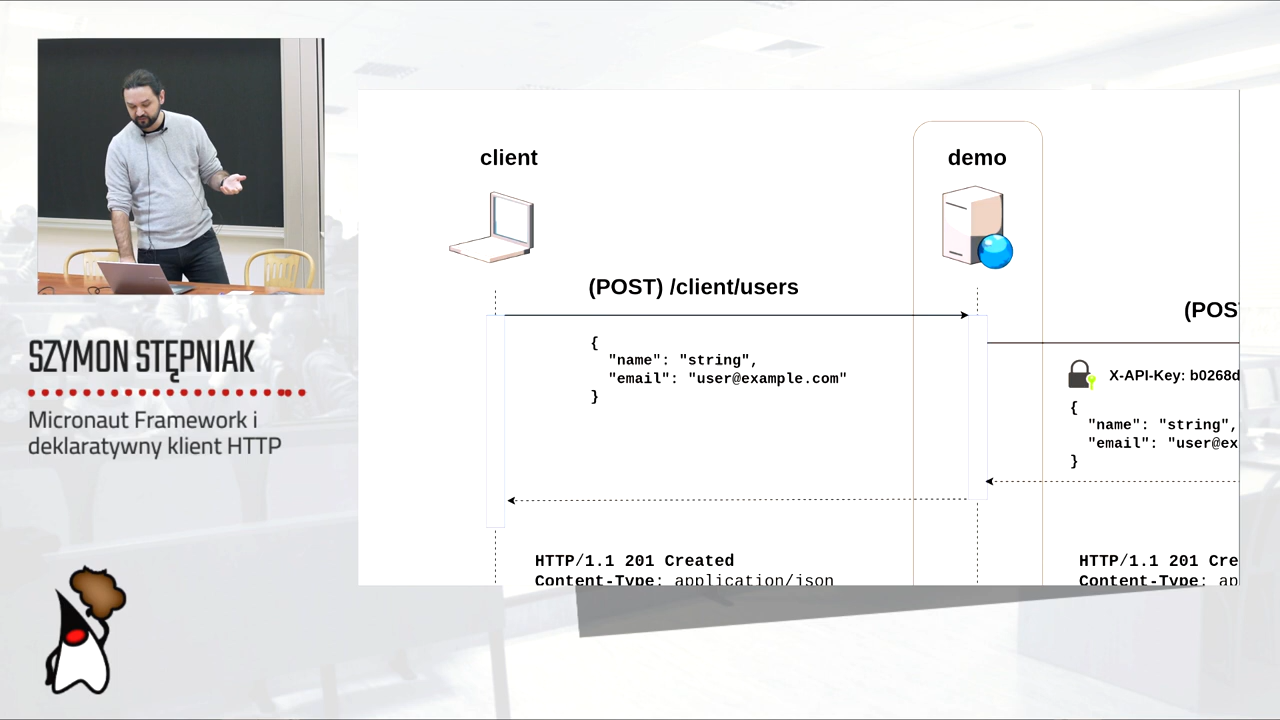 client
demo
(POST) /client/users
{
"name": "string",
"email": "user@example.com"
}
(POS
X-API-Key: b0268d
{
"name": "string",
"email": "user@ex
}
HTTP/1.1 201 Created
Content-Type: application/json
HTTP/1.1 201 Cre
Content-Type: ap
SZYMON STĘPNIAK
Micronaut Framework i
deklaratywny klient HTTP